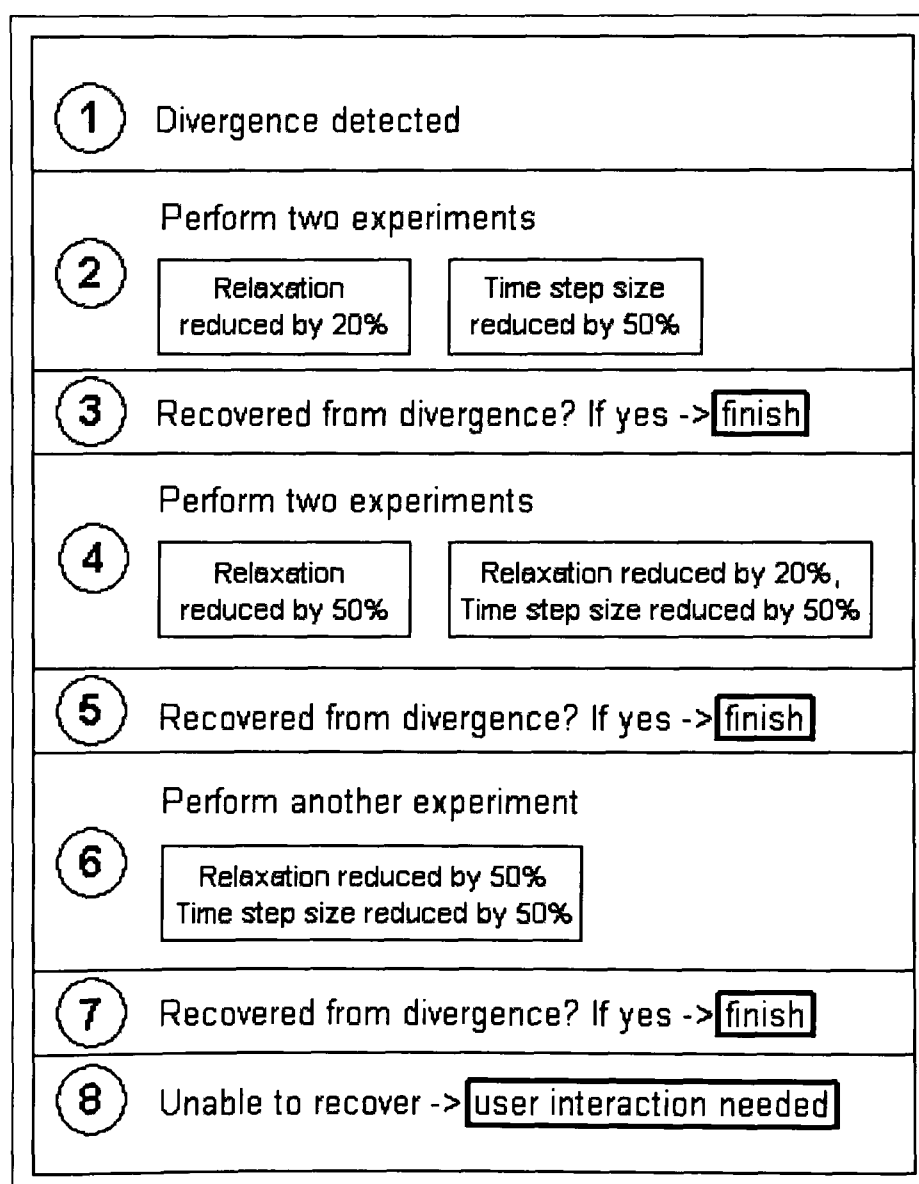 1 Divergence detected
Perform two experiments
2
Relaxation
reduced by 20%
Time step size
reduced by 50%
3 Recovered from divergence? If yes -> finish
Perform two experiments
4
Relaxation
reduced by 50%
Relaxation reduced by 20%,
Time step size reduced by 50%
5 Recovered from divergence? If yes -> finish
Perform another experiment
6
Relaxation reduced by 50%
Time step size reduced by 50%
7 Recovered from divergence? If yes -> finish
8 Unable to recover -> user interaction needed